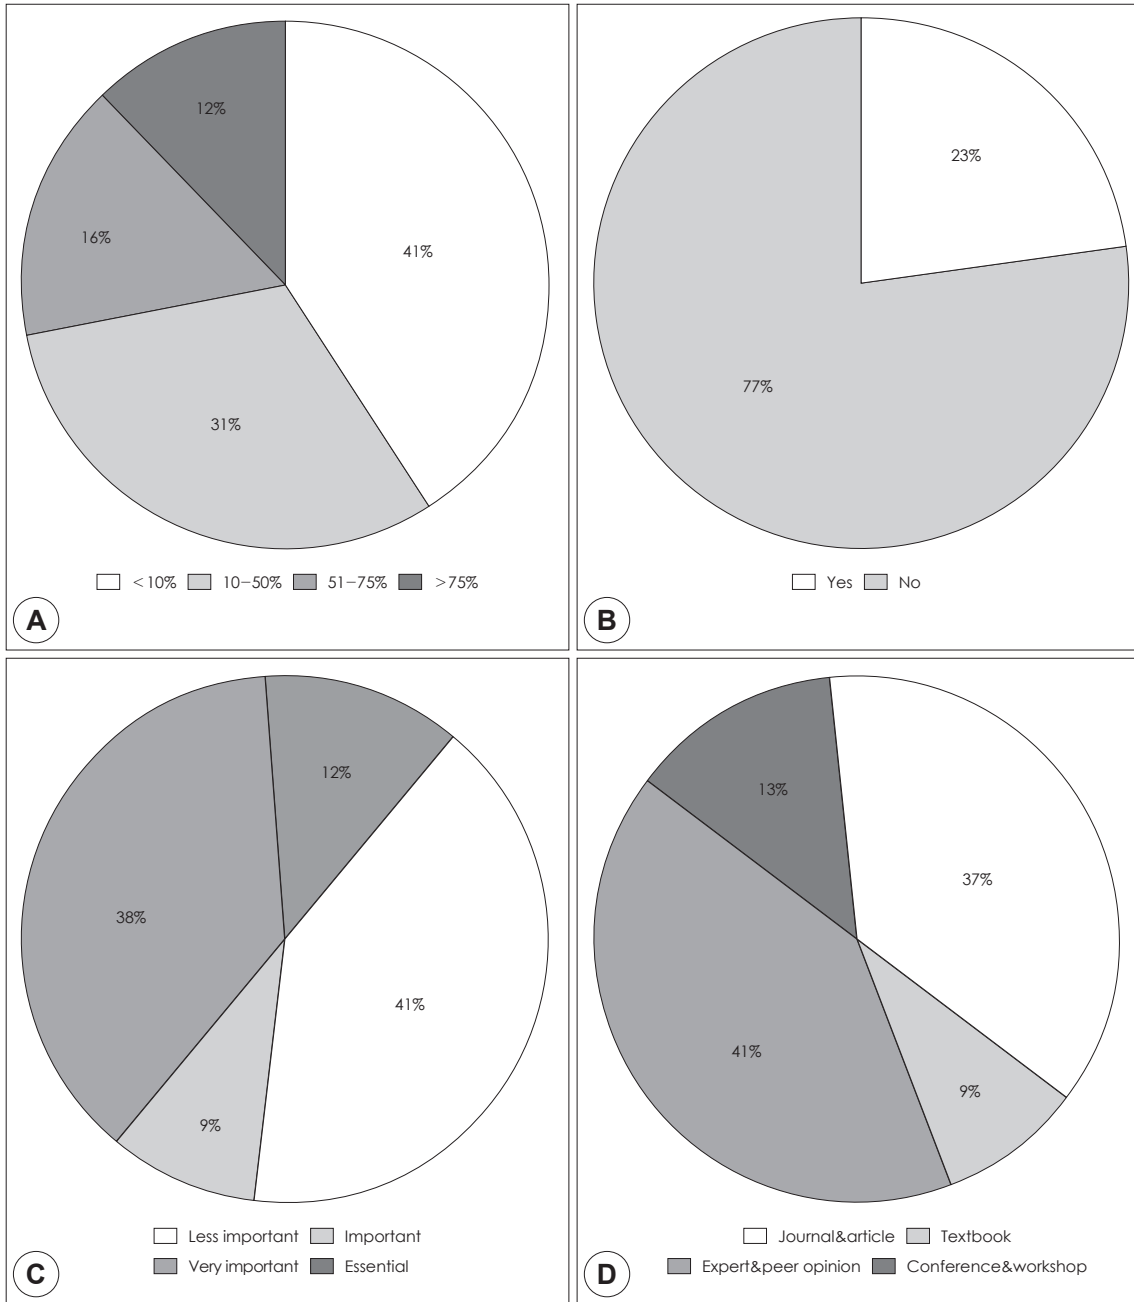 12%
23%
16%
41%
77%
31%
<10% 10−50% 51−75% >75%
Yes No
A
B
12%
13%
37%
38%
41%
41%
9%
9%
Less important Important
Very important Essential
C
Journal&article Textbook
Expert&peer opinion Conference&workshop
D